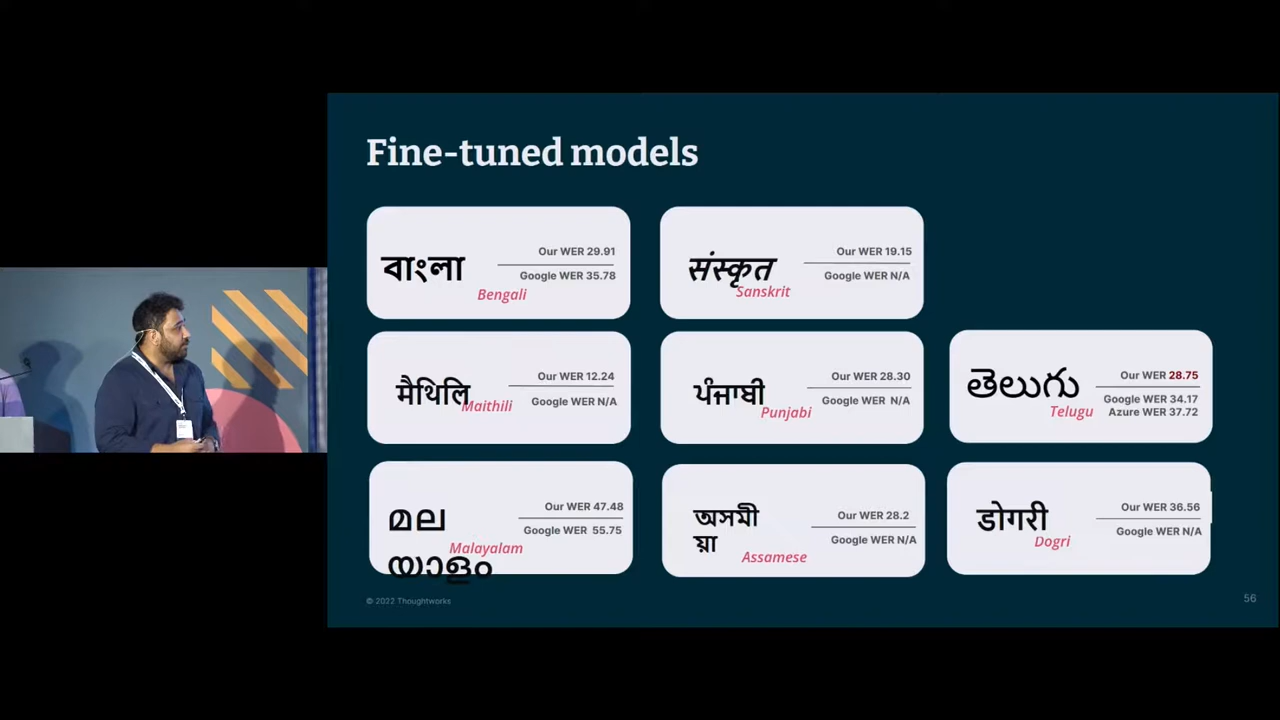 Fine-tuned models
বাংলা
Our WER 29.91
Google WER 35.78
Bengali
संस्कृत
Our WER 19.15
Google WER N/A
Sanskrit
मैथिलि
Our WER 12.24
Google WER N/A
Maithili
ਪੰਜਾਬੀ
Our WER 28.30
Google WER N/A
Punjabi
తెలుగు
Our WER 28.75
Google WER 34.17
Azure WER 37.72
Telugu
മല
യാളം
Our WER 47.48
Google WER 55.75
Malayalam
অসমী
য়া
Our WER 28.2
Google WER N/A
Assamese
डोगरी
Our WER 36.56
Google WER N/A
Dogri
© 2022 Thoughtworks
56